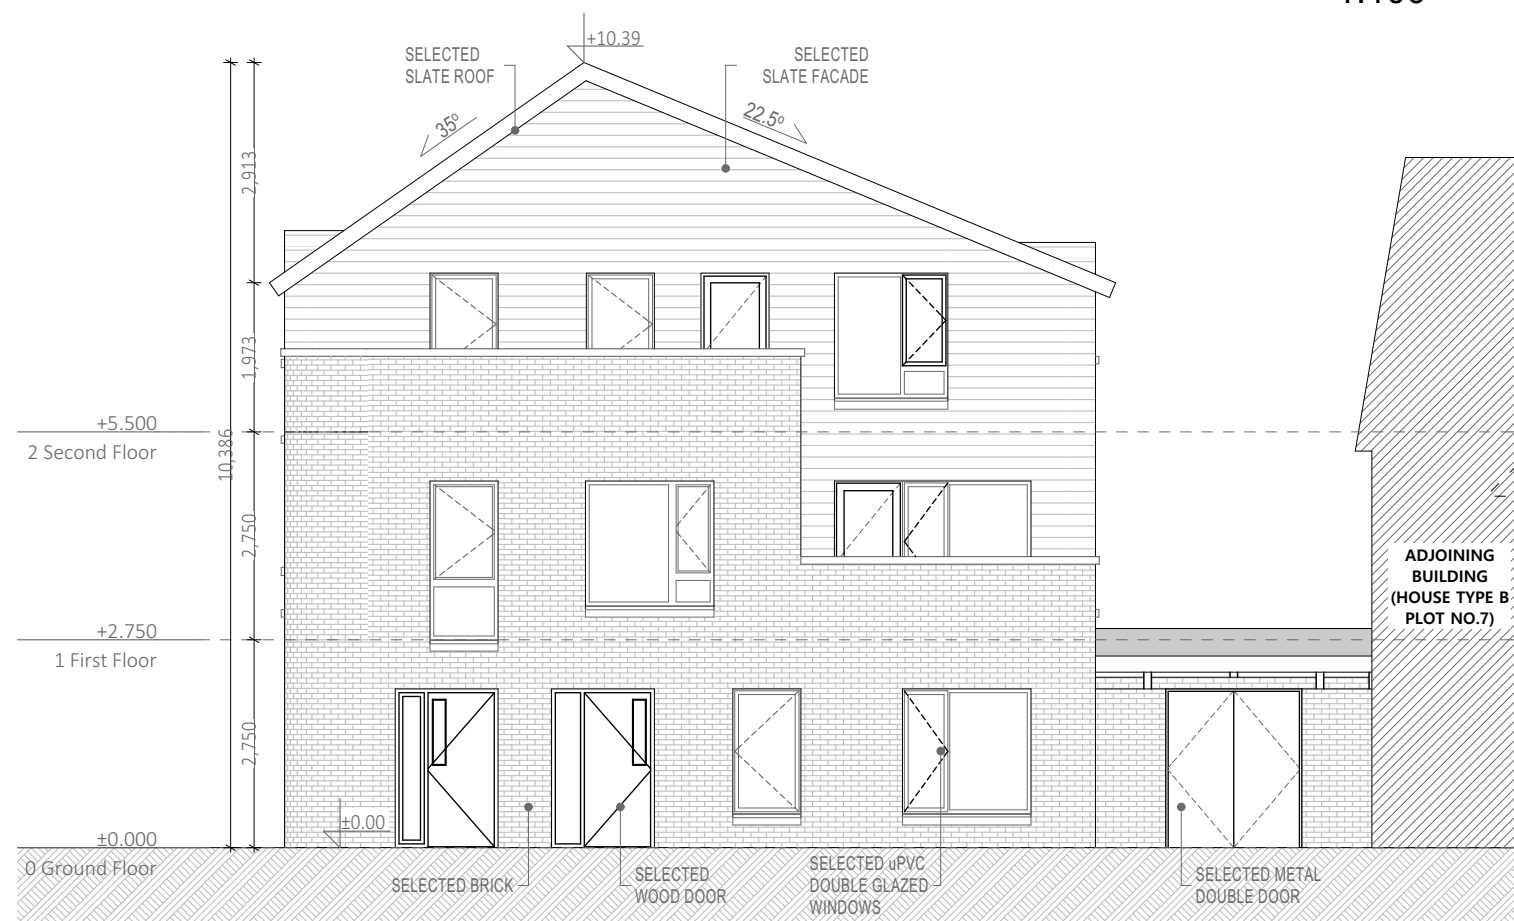 +10.39
SELECTED
SLATE ROOF
SELECTED
SLATE FACADE
35º
22.5º
2,913
1,973
+5.500
2 Second Floor
10,386
2,750
ADJOINING
BUILDING
(HOUSE TYPE B
PLOT NO.7)
+2.750
1 First Floor
2,750
±0.00
±0.000
0 Ground Floor
SELECTED BRICK
SELECTED
WOOD DOOR
SELECTED uPVC
DOUBLE GLAZED
WINDOWS
SELECTED METAL
DOUBLE DOOR